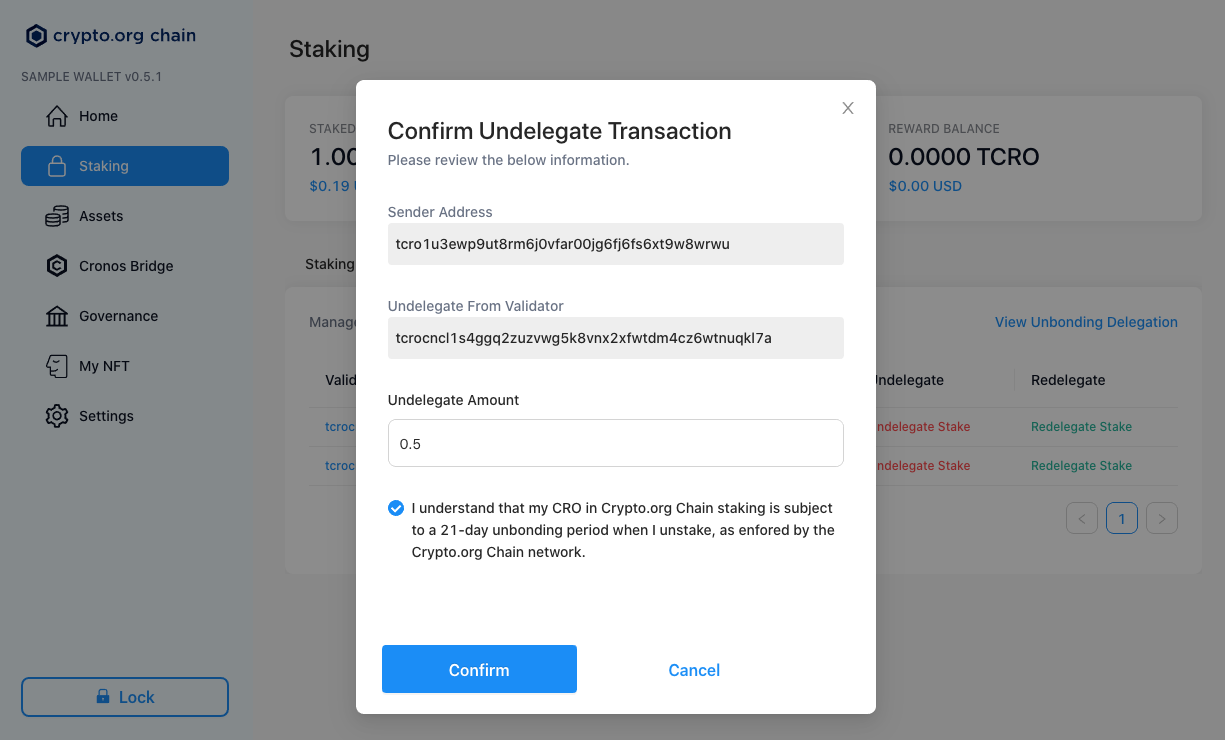 crypto.org chain
SAMPLE WALLET v0.5.1
Home
Staking
Assets
Cronos Bridge
Governance
My NFT
Settings
Lock
Staking
STAKED
1.00
$0.19
REWARD BALANCE
0.0000 TCRO
$0.00 USD
Staking
View Unbonding Delegation
Undelegate
Redelegate
tcroc
Undelegate Stake
Redelegate Stake
tcroc
Undelegate Stake
Redelegate Stake
<
1
>
X
Confirm Undelegate Transaction
Please review the below information.
Sender Address
tcro1u3ewp9ut8rm6j0vfar00jg6fj6fs6xt9w8wrwu
Undelegate From Validator
tcrocncl1s4ggq2zuzvwg5k8vnx2xfwtdm4cz6wtnuqkl7a
Undelegate Amount
0.5
I understand that my CRO in Crypto.org Chain staking is subject
to a 21-day unbonding period when I unstake, as enfored by the
Crypto.org Chain network.
Confirm
Cancel